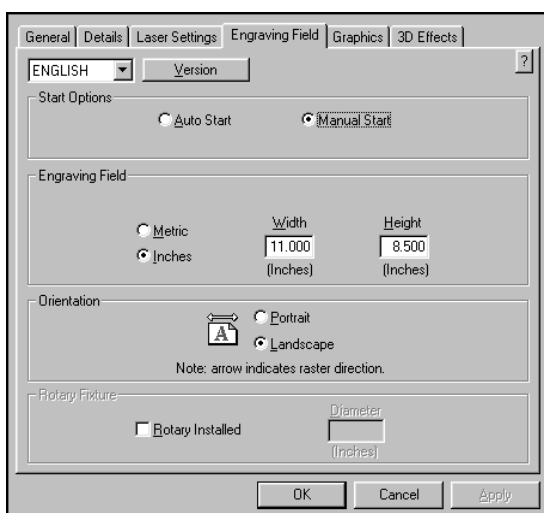 General Details Laser Settings Engraving Field Graphics 3D Effects
ENGLISH Version ?
Start Options
Auto Start Manual Start
Engraving Field
Width Height
Metric
11.000 8.500
Inches
(Inches) (Inches)
Orientation
Portrait
A
Landscape
Note: arrow indicates raster direction.
Rotary Fixture
Diameter
Rotary Installed
(Inches)
OK Cancel Apply